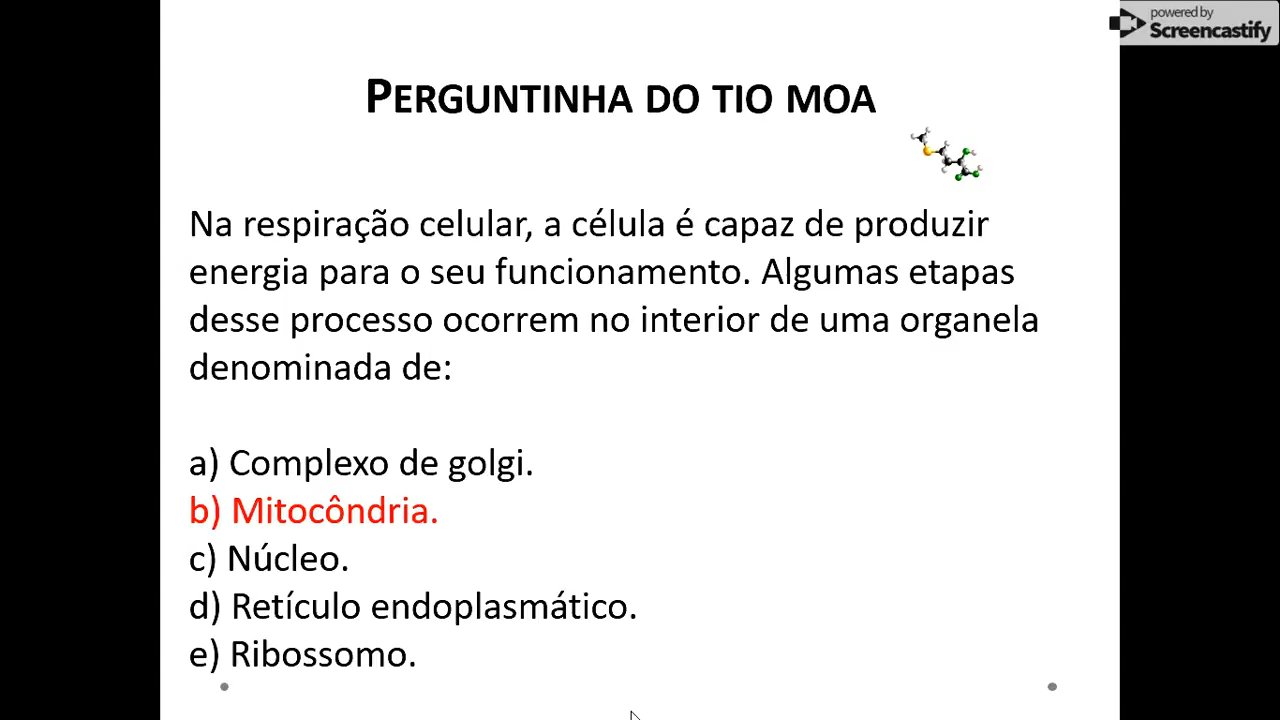 powered by
Screencastify
PERGUNTINHA DO TIO MOA
Na respiração celular, a célula é capaz de produzir
energia para o seu funcionamento. Algumas etapas
desse processo ocorrem no interior de uma organela
denominada de:
a) Complexo de golgi.
b) Mitocôndria.
c) Núcleo.
d) Retículo endoplasmático.
e) Ribossomo.